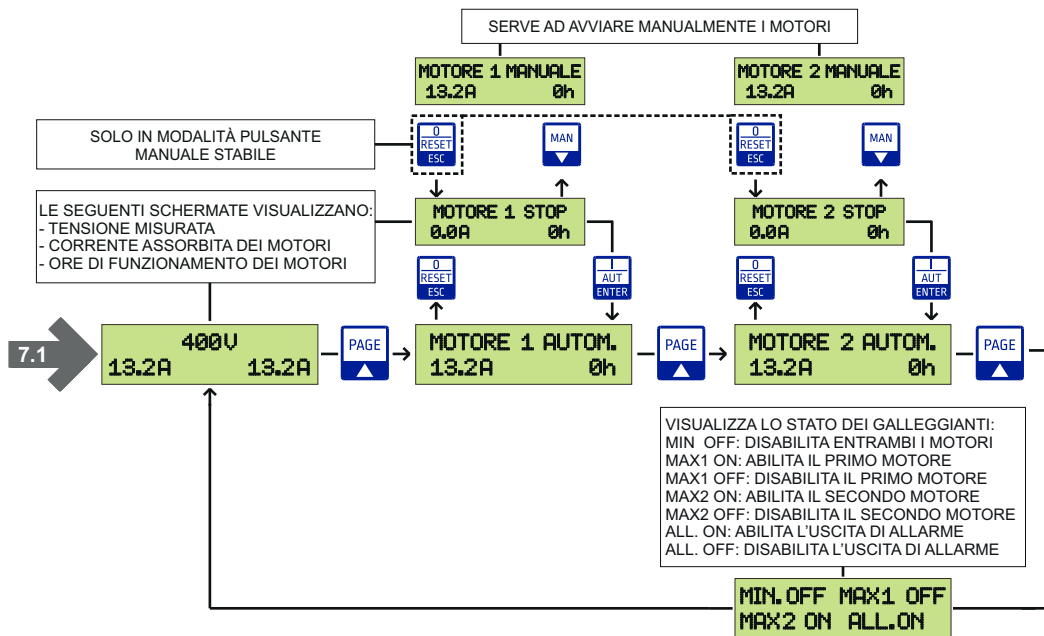 SERVE AD AVVIARE MANUALMENTE I MOTORI
MOTORE 1 MANUALE
13.2A 0h
MOTORE 2 MANUALE
13.2A 0h
SOLO IN MODALITÀ PULSANTE
MANUALE STABILE
0
RESET
ESC
MAN
0
RESET
ESC
MAN
LE SEGUENTI SCHERMATE VISUALIZZANO:
- TENSIONE MISURATA
- CORRENTE ASSORBITA DEI MOTORI
- ORE DI FUNZIONAMENTO DEI MOTORI
MOTORE 1 STOP
0.0A 0h
MOTORE 2 STOP
0.0A 0h
0
RESET
ESC
I
AUT
ENTER
0
RESET
ESC
I
AUT
ENTER
7.1
400V
13.2A 13.2A
PAGE
MOTORE 1 AUTOM.
13.2A 0h
PAGE
MOTORE 2 AUTOM.
13.2A 0h
PAGE
VISUALIZZA LO STATO DEI GALLEGGIANTI:
MIN OFF: DISABILITA ENTRAMBI I MOTORI
MAX1 ON: ABILITA IL PRIMO MOTORE
MAX1 OFF: DISABILITA IL PRIMO MOTORE
MAX2 ON: ABILITA IL SECONDO MOTORE
MAX2 OFF: DISABILITA IL SECONDO MOTORE
ALL. ON: ABILITA L'USCITA DI ALLARME
ALL. OFF: DISABILITA L'USCITA DI ALLARME
MIN.OFF MAX1 OFF
MAX2 ON ALL.ON